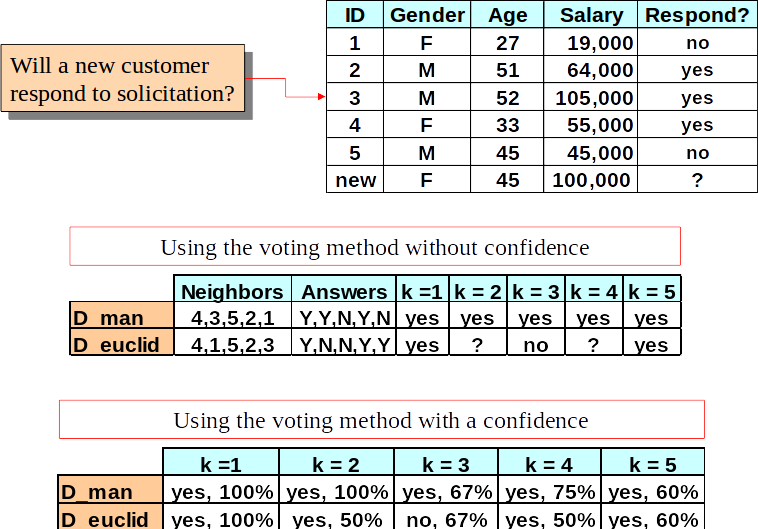 ID Gender Age Salary Respond?
1 F 27 19,000 no
2 M 51 64,000 yes
Will a new customer
respond to solicitation?
3 M 52 105,000 yes
4 F 33 55,000 yes
5 M 45 45,000 no
new F 45 100,000 ?
Using the voting method without confidence
Neighbors Answers k =1 k = 2 k = 3 k = 4 k = 5
D_man 4,3,5,2,1 Y,Y,N,Y,N yes yes yes yes yes
D_euclid 4,1,5,2,3 Y,N,N,Y,Y yes ? no ? yes
Using the voting method with a confidence
k =1 k = 2 k = 3 k = 4 k = 5
D_man yes, 100% yes, 100% yes, 67% yes, 75% yes, 60%
D_euclid yes, 100% yes, 50% no, 67% yes, 50% yes, 60%